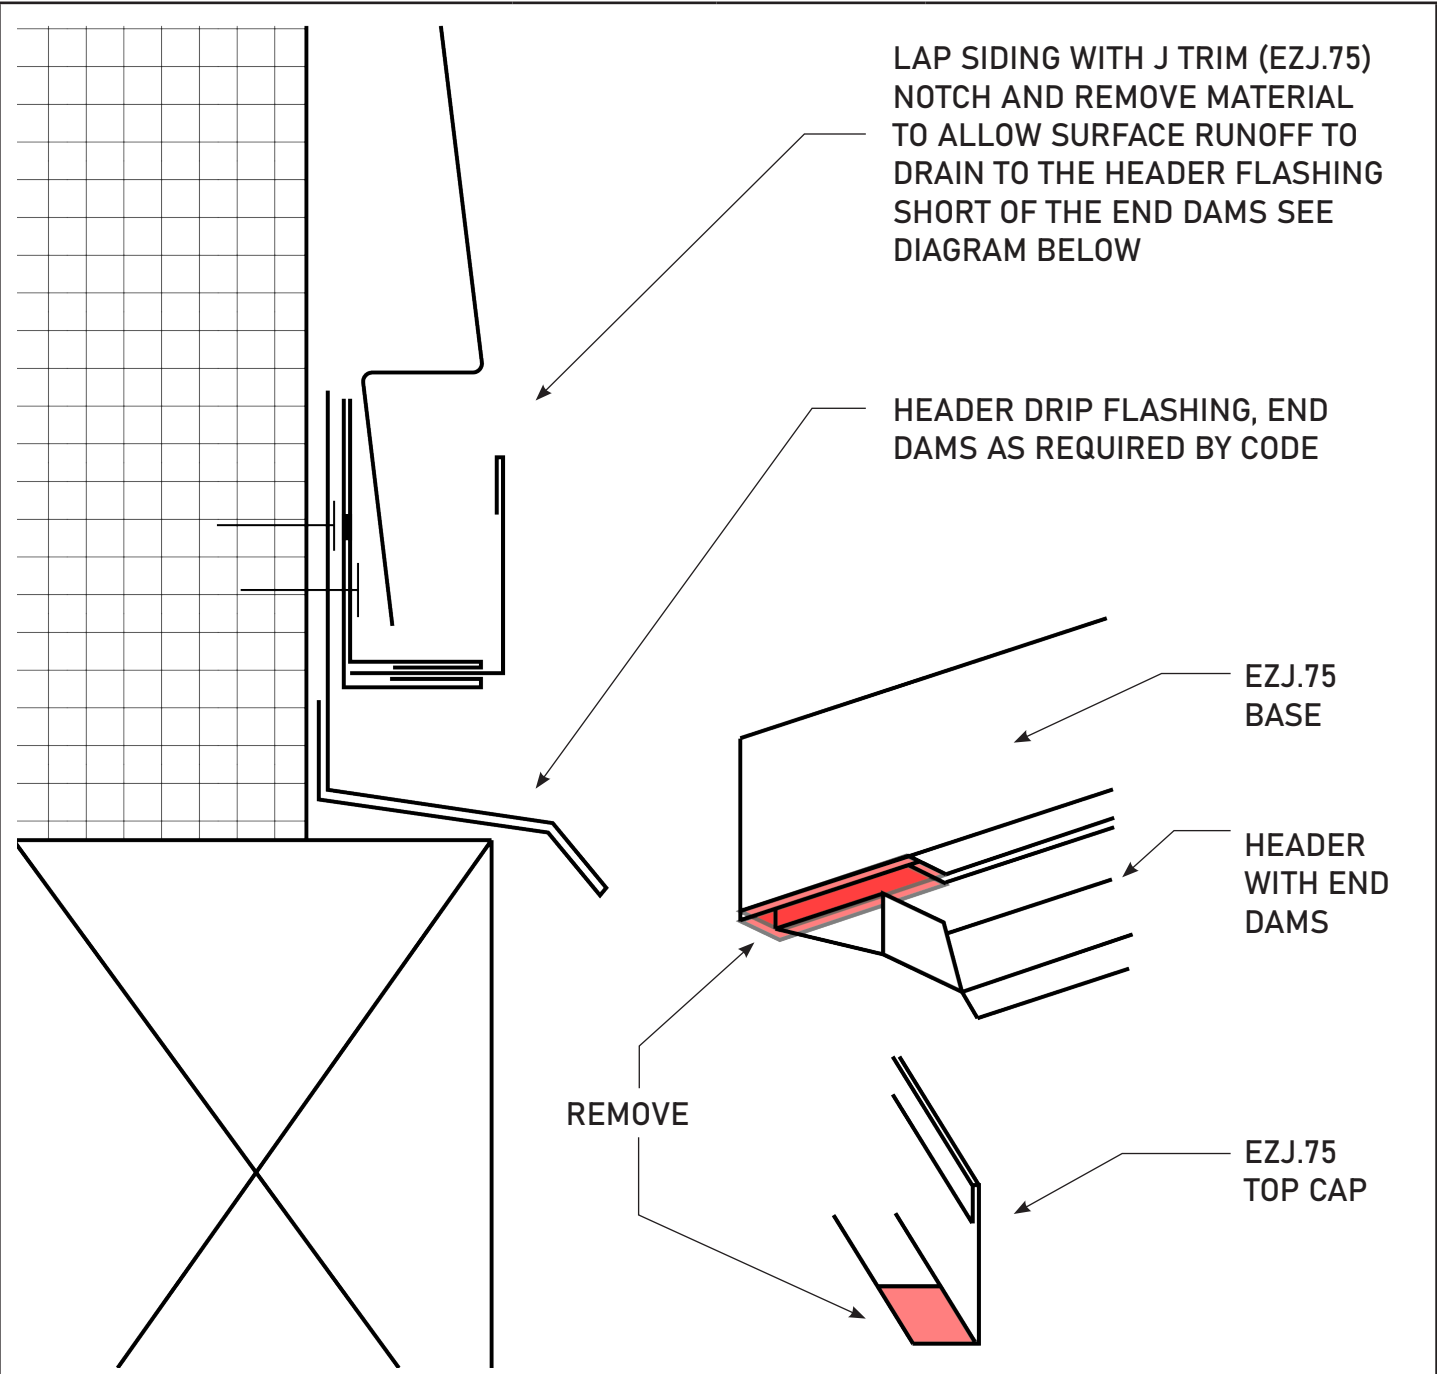 LAP SIDING WITH J TRIM (EZJ.75)
NOTCH AND REMOVE MATERIAL
TO ALLOW SURFACE RUNOFF TO
DRAIN TO THE HEADER FLASHING
SHORT OF THE END DAMS SEE
DIAGRAM BELOW
HEADER DRIP FLASHING, END
DAMS AS REQUIRED BY CODE
EZJ.75
BASE
HEADER
WITH END
DAMS
REMOVE
EZJ.75
TOP CAP